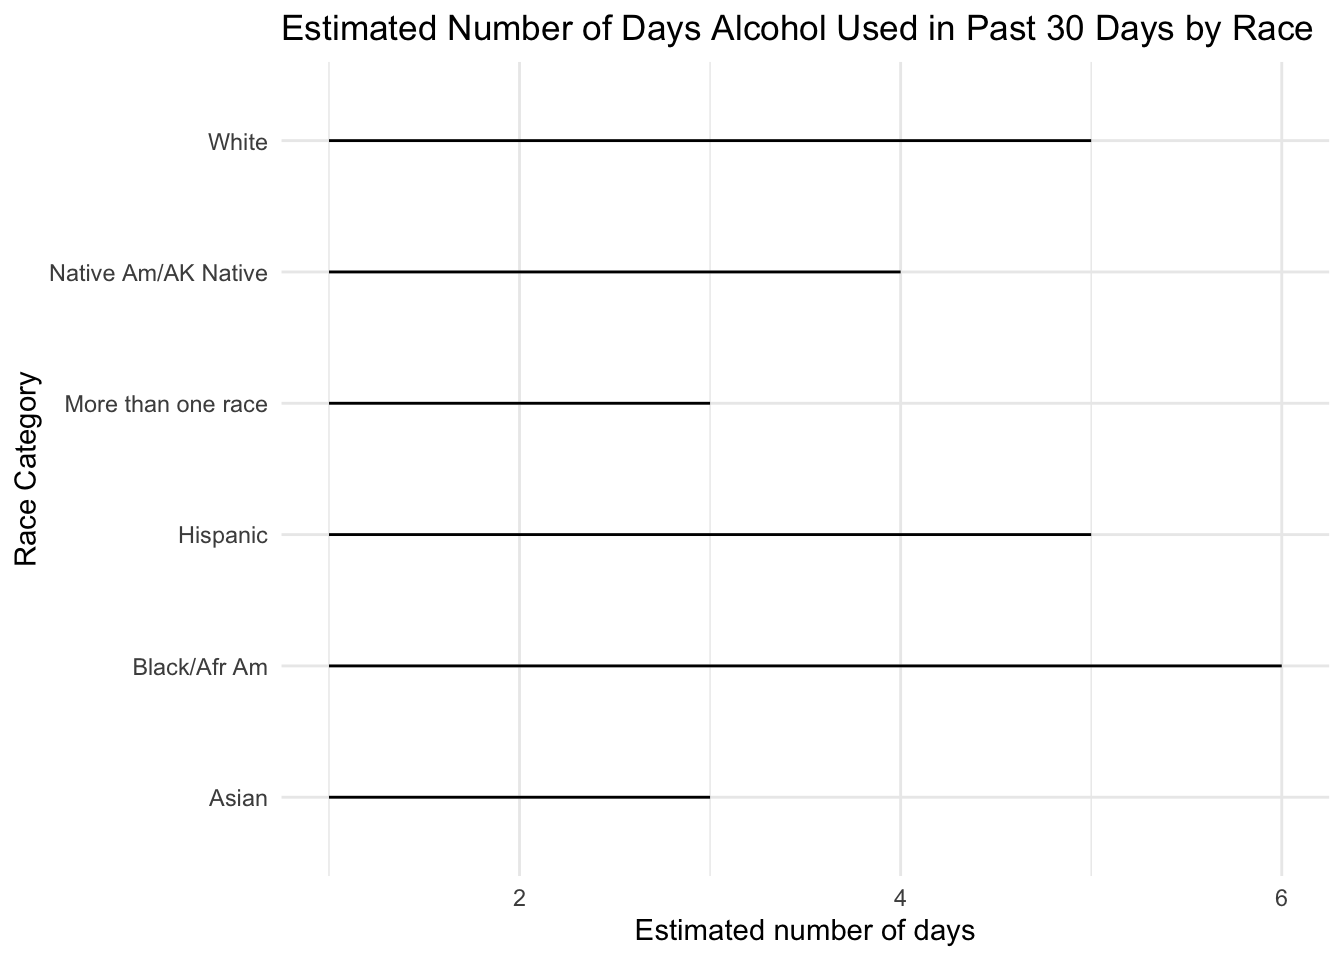 Estimated Number of Days Alcohol Used in Past 30 Days by Race
White
Native Am/AK Native
More than one race
Hispanic
Black/Afr Am
Asian
Race Category
2 4 6
Estimated number of days